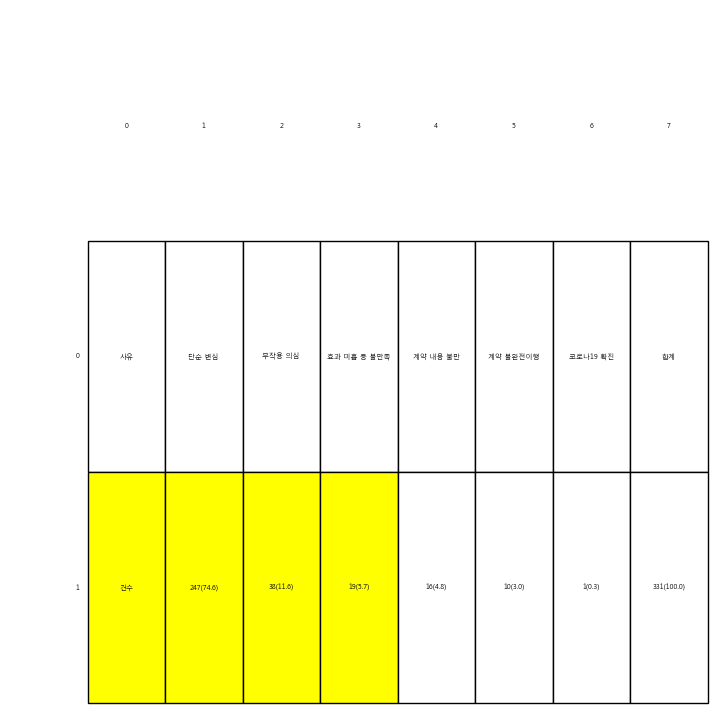 0 1 2 3 4 5 6 7
0 사유 단순 변심 부작용 의심 효과 미흡 등 불만족 계약 내용 불만 계약 불완전이행 코로나19 확진 합계
1 건수 247(74.6) 38(11.6) 19(5.7) 16(4.8) 10(3.0) 1(0.3) 331(100.0)